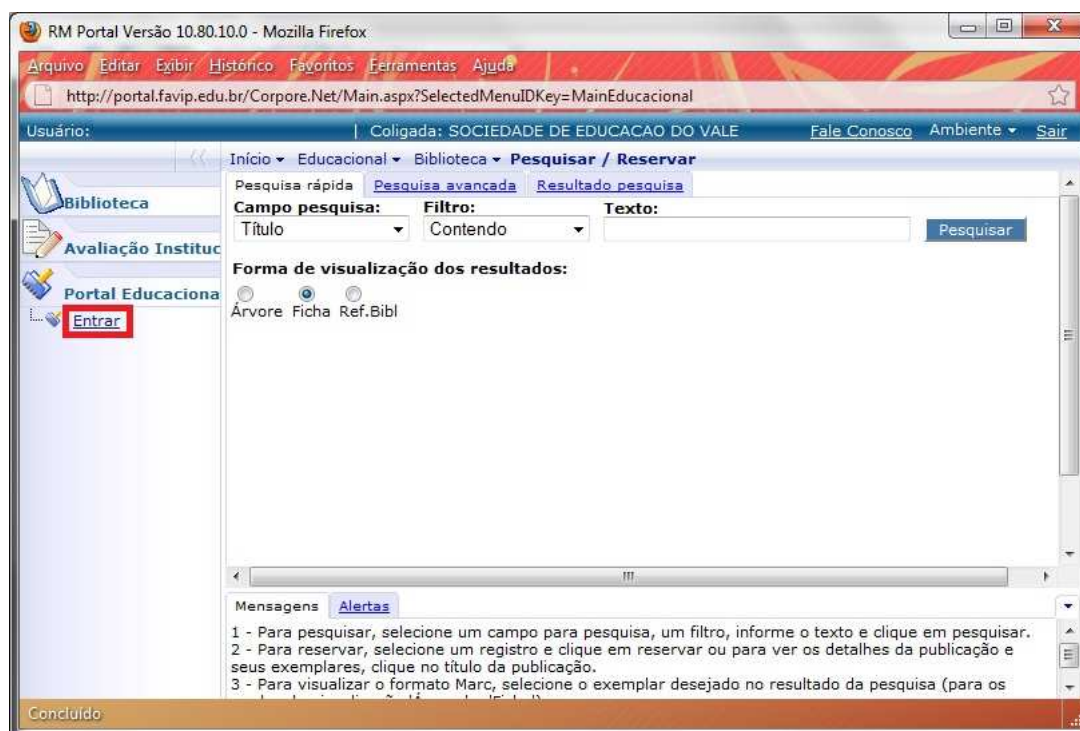 RM Portal Versão 10.80.10.0 - Mozilla Firefox
Arquivo Editar Exibir Histórico Favoritos Ferramentas Ajuda
http://portal.favip.edu.br/Corpore.Net/Main.aspx?SelectedMenuIDKey=MainEducacional
Usuário: | Coligada: SOCIEDADE DE EDUCACAO DO VALE Fale Conosco Ambiente Sair
Início Educacional Biblioteca Pesquisar / Reservar
Biblioteca
Avaliação Instituc
Portal Educaciona
Entrar
Pesquisa rápida Pesquisa avançada Resultado pesquisa
Campo pesquisa: Filtro: Texto:
Título Contendo Pesquisar
Forma de visualização dos resultados:
Árvore Ficha Ref.Bibl
Mensagens Alertas
1 - Para pesquisar, selecione um campo para pesquisa, um filtro, informe o texto e clique em pesquisar.
2 - Para reservar, selecione um registro e clique em reservar ou para ver os detalhes da publicação e
seus exemplares, clique no título da publicação.
3 - Para visualizar o formato Marc, selecione o exemplar desejado no resultado da pesquisa (para os
Concluído